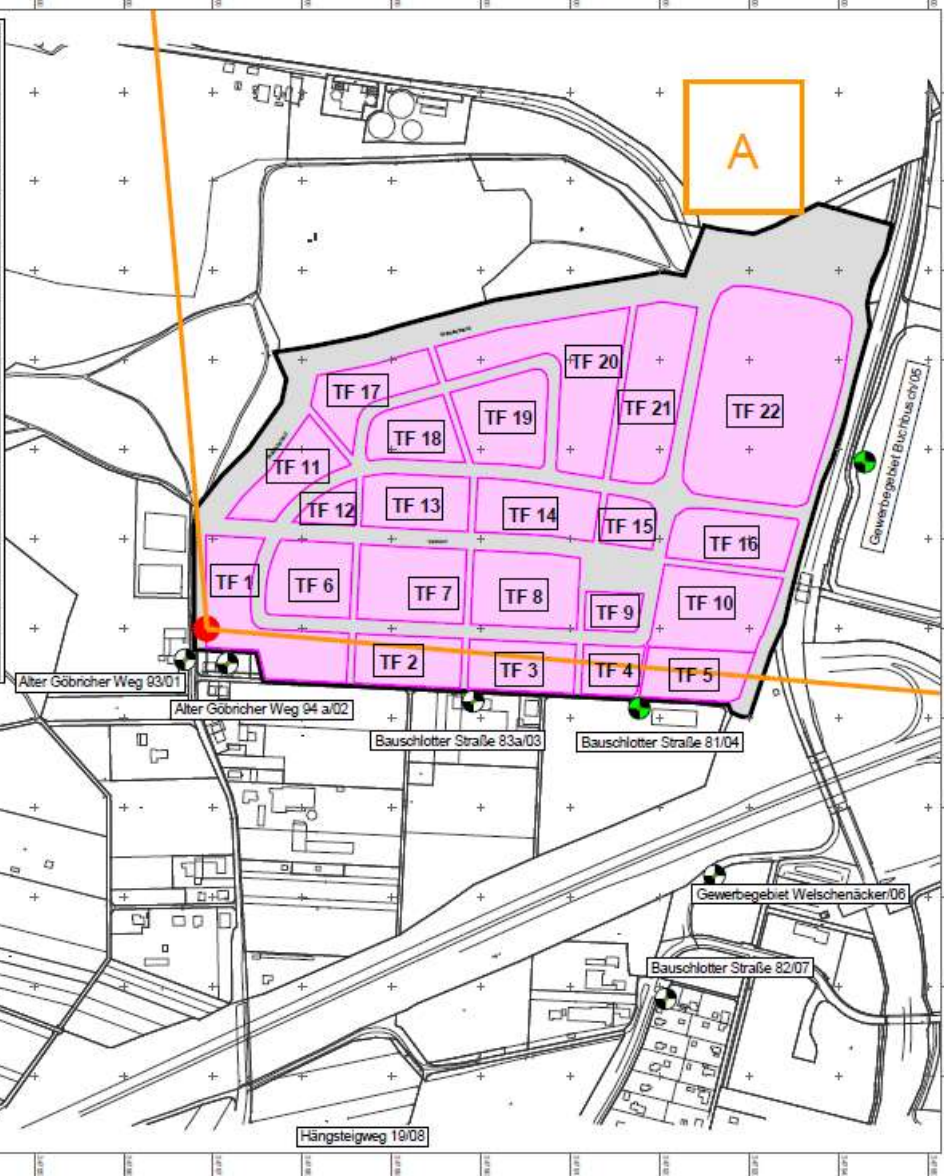 A
TF 20
TF 17
TF 21
TF 22
TF 19
TF 18
TF 11
TF 12
TF 13
TF 14
TF 15
TF 16
TF 1
TF 6
TF 7
TF 8
TF 9
TF 10
TF 2
TF 3
TF 4
TF 5
Gewerbegebiet Buchbusch/05
Alter Göbricher Weg 93/01
Alter Göbricher Weg 94 a/02
Bauschlotter Straße 83a/03
Bauschlotter Straße 81/04
Gewerbegebiet Welschenäcker/06
Bauschlotter Straße 82/07
Hängsteigweg 19/08